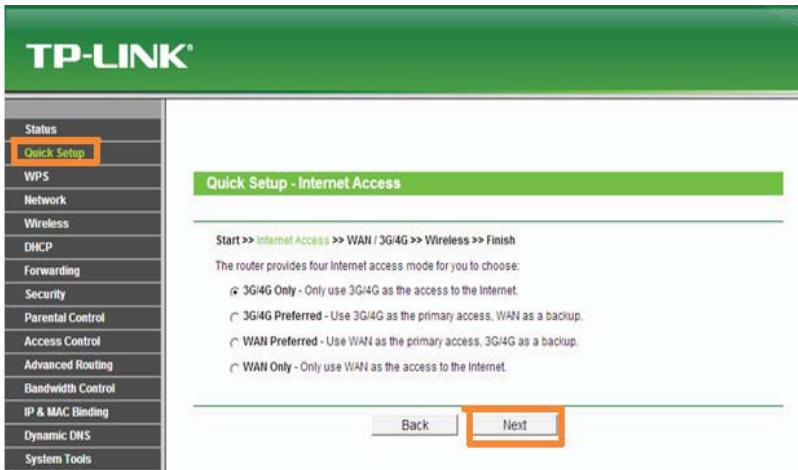 TP-LINK®
Status
Quick Setup
WPS
Network
Wireless
DHCP
Forwarding
Security
Parental Control
Access Control
Advanced Routing
Bandwidth Control
IP & MAC Binding
Dynamic DNS
System Tools
Quick Setup - Internet Access
Start >> Internet Access >> WAN / 3G/4G >> Wireless >> Finish
The router provides four Internet access mode for you to choose:
3G/4G Only - Only use 3G/4G as the access to the Internet.
3G/4G Preferred - Use 3G/4G as the primary access, WAN as a backup.
WAN Preferred - Use WAN as the primary access, 3G/4G as a backup.
WAN Only - Only use WAN as the access to the Internet.
Back Next